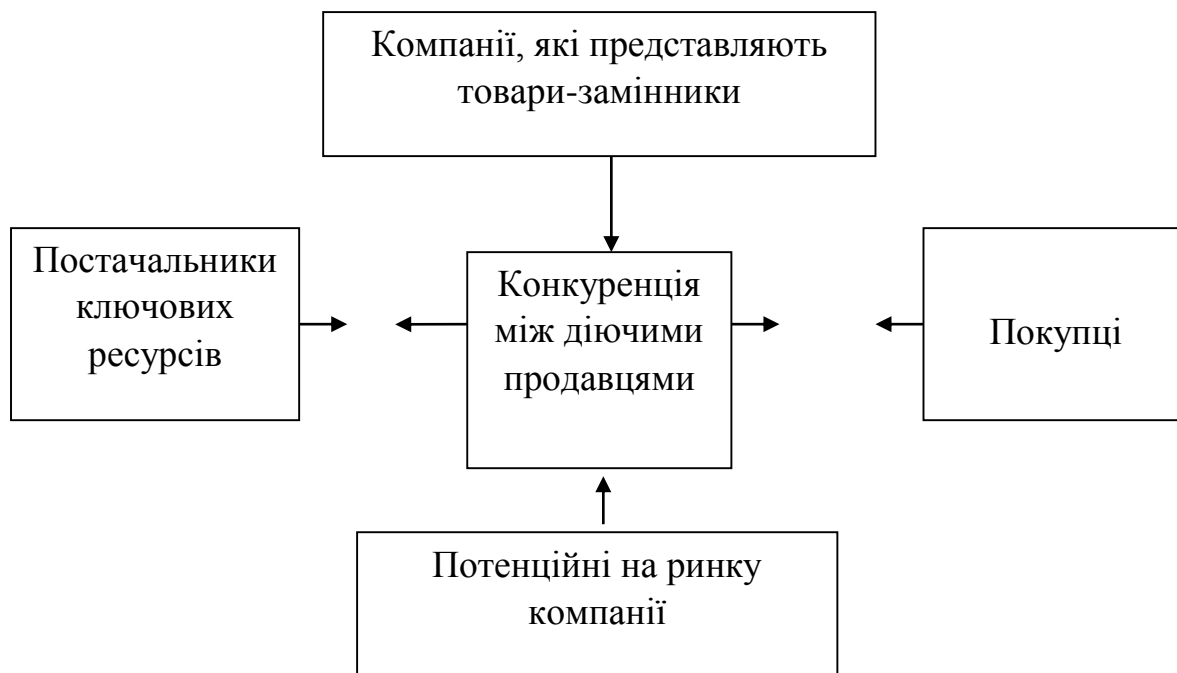 Компанії, які представляють
товари-замінники
Постачальники
ключових
ресурсів
Конкуренція
між діючими
продавцями
Покупці
Потенційні на ринку
компанії